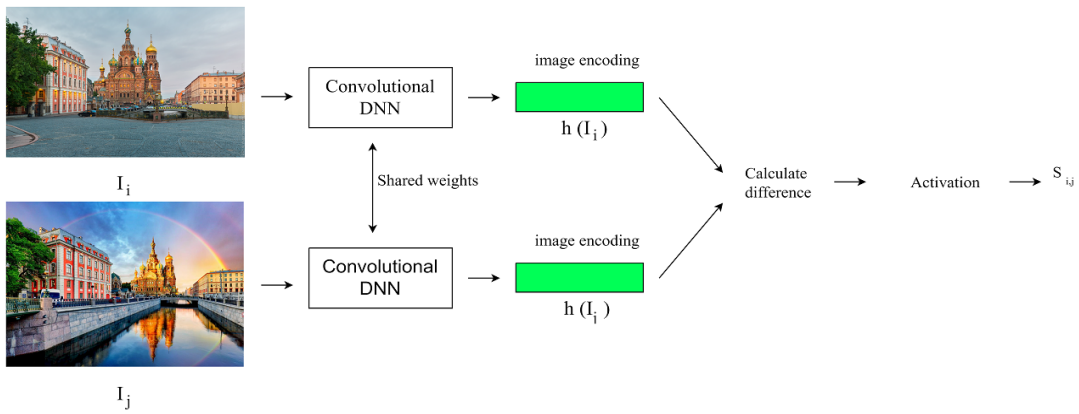 I i
Convolutional
DNN
image encoding
h ( I i )
Shared weights
Calculate
difference
Activation
S i,j
I j
Convolutional
DNN
image encoding
h ( I j )